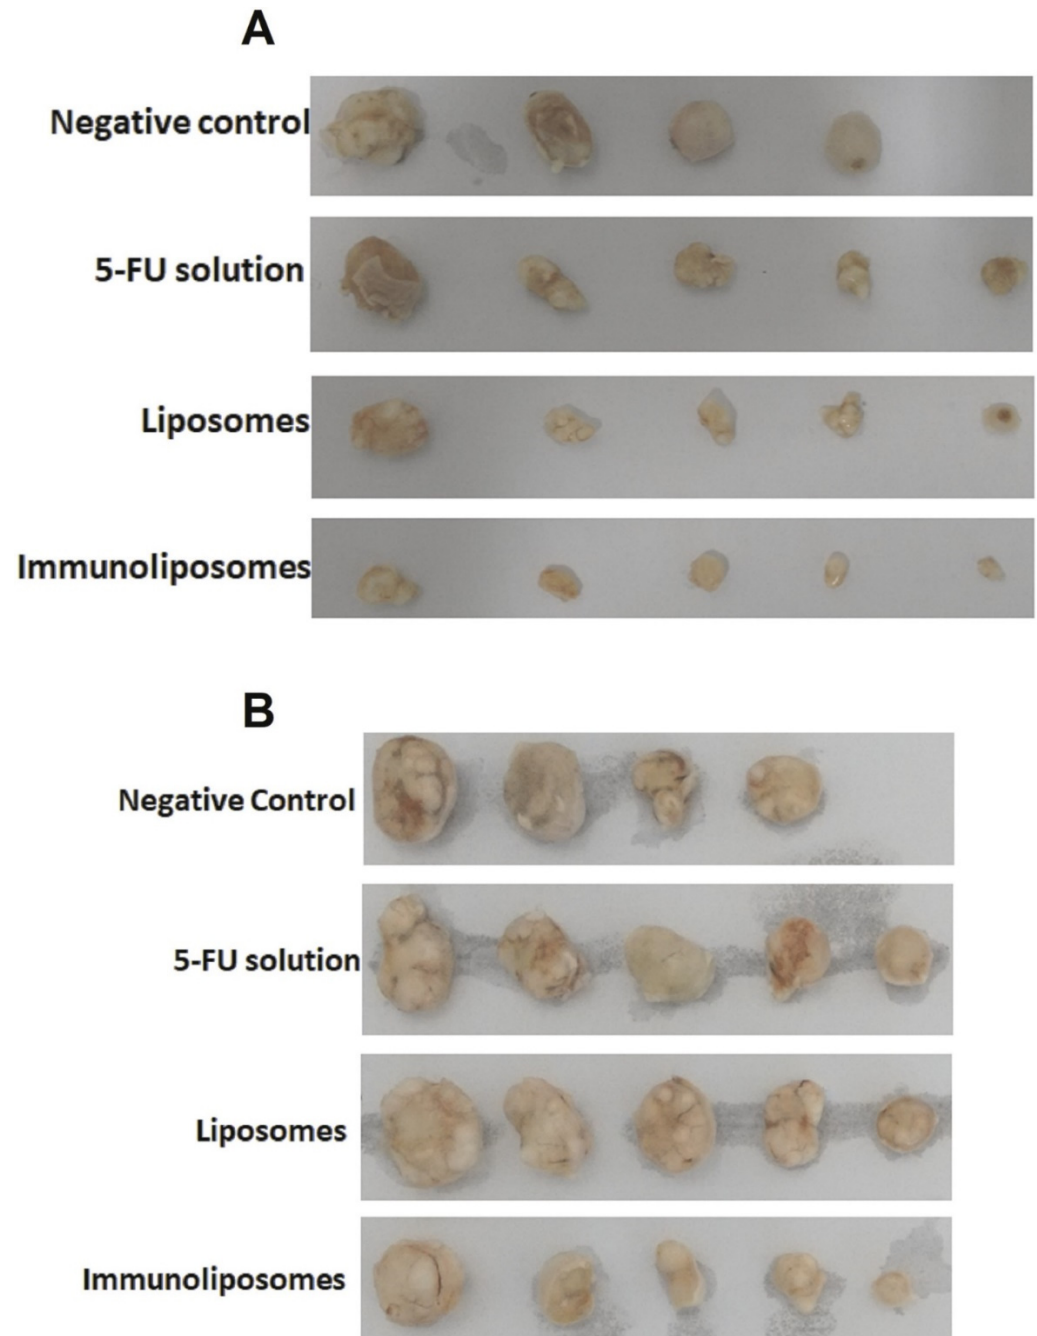 A
Negative control
5-FU solution
Liposomes
Immunoliposomes
B
Negative Control
5-FU solution
Liposomes
Immunoliposomes